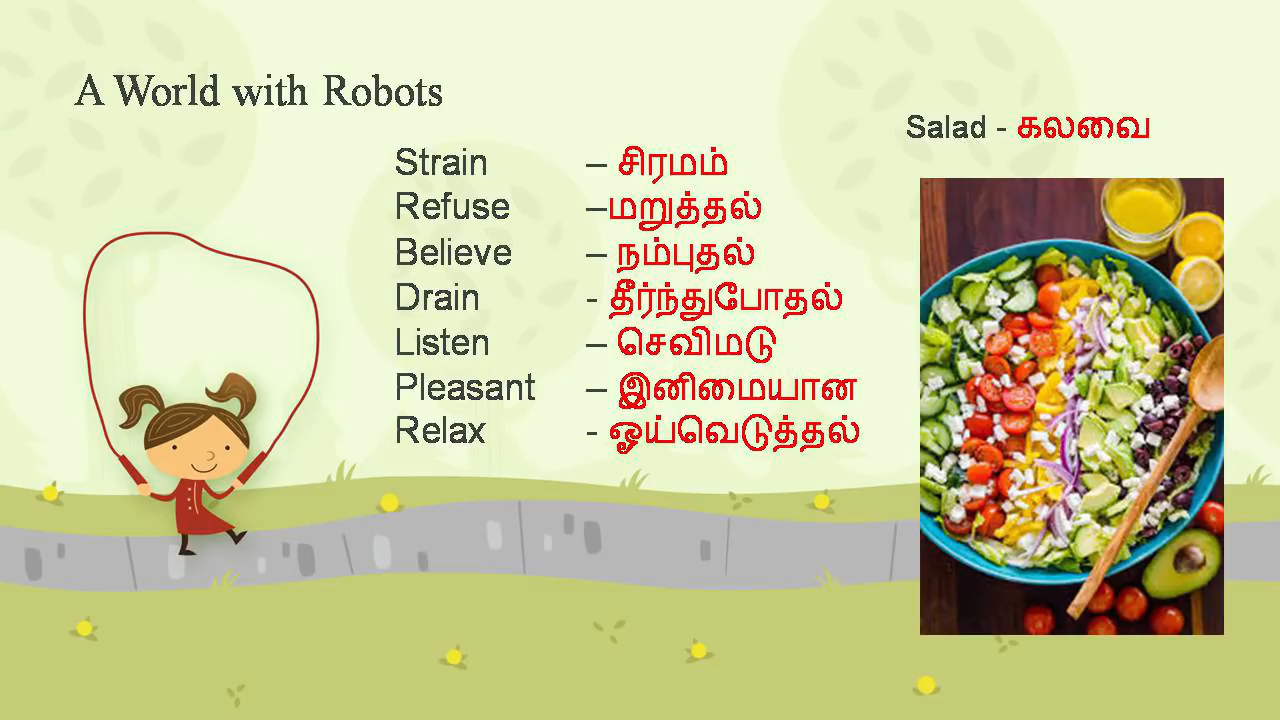 A World with Robots
Salad - கலவை
Strain – சிரமம்
Refuse –மறுத்தல்
Believe – நம்புதல்
Drain - தீர்ந்துபோதல்
Listen – செவிமடு
Pleasant – இனிமையான
Relax - ஓய்வெடுத்தல்